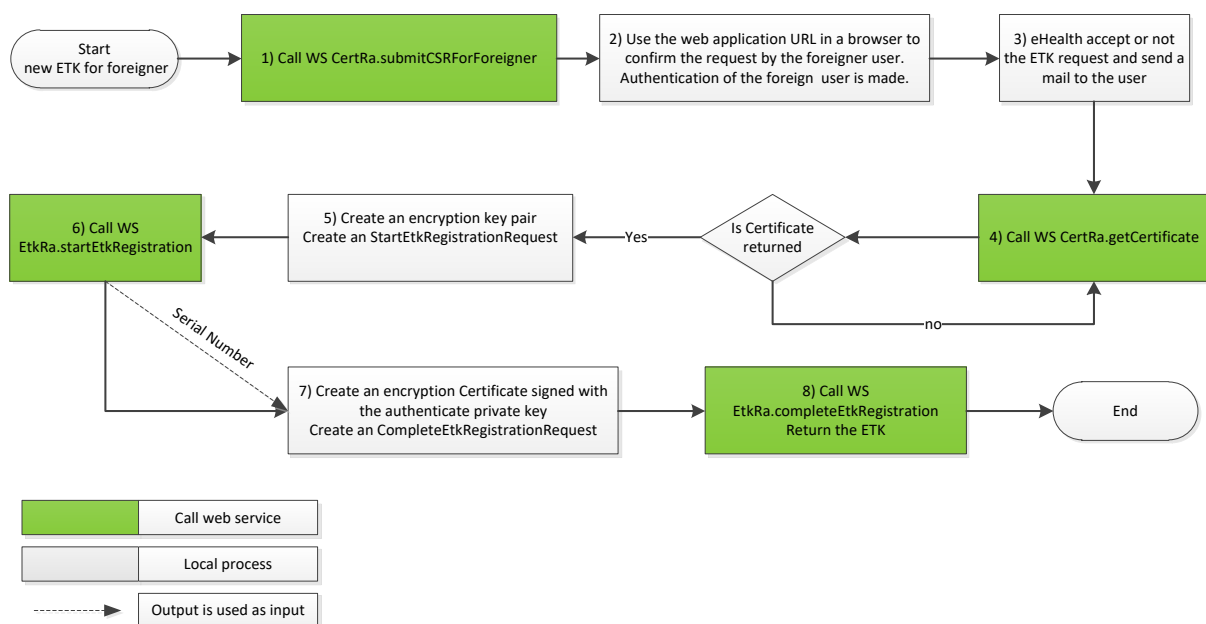 Start
new ETK for foreigner
1) Call WS CertRa.submitCSRForForeigner
2) Use the web application URL in a browser to
confirm the request by the foreigner user.
Authentication of the foreign  user is made.
3) eHealth accept or not
the ETK request and send a
mail to the user
6) Call WS
EtkRa.startEtkRegistration
5) Create an encryption key pair
Create an StartEtkRegistrationRequest
Yes
Is Certificate
returned
4) Call WS CertRa.getCertificate
no
Serial Number
7) Create an encryption Certificate signed with
the authenticate private key
Create an CompleteEtkRegistrationRequest
8) Call WS
EtkRa.completeEtkRegistration
Return the ETK
End
Call web service
Local process
Output is used as input